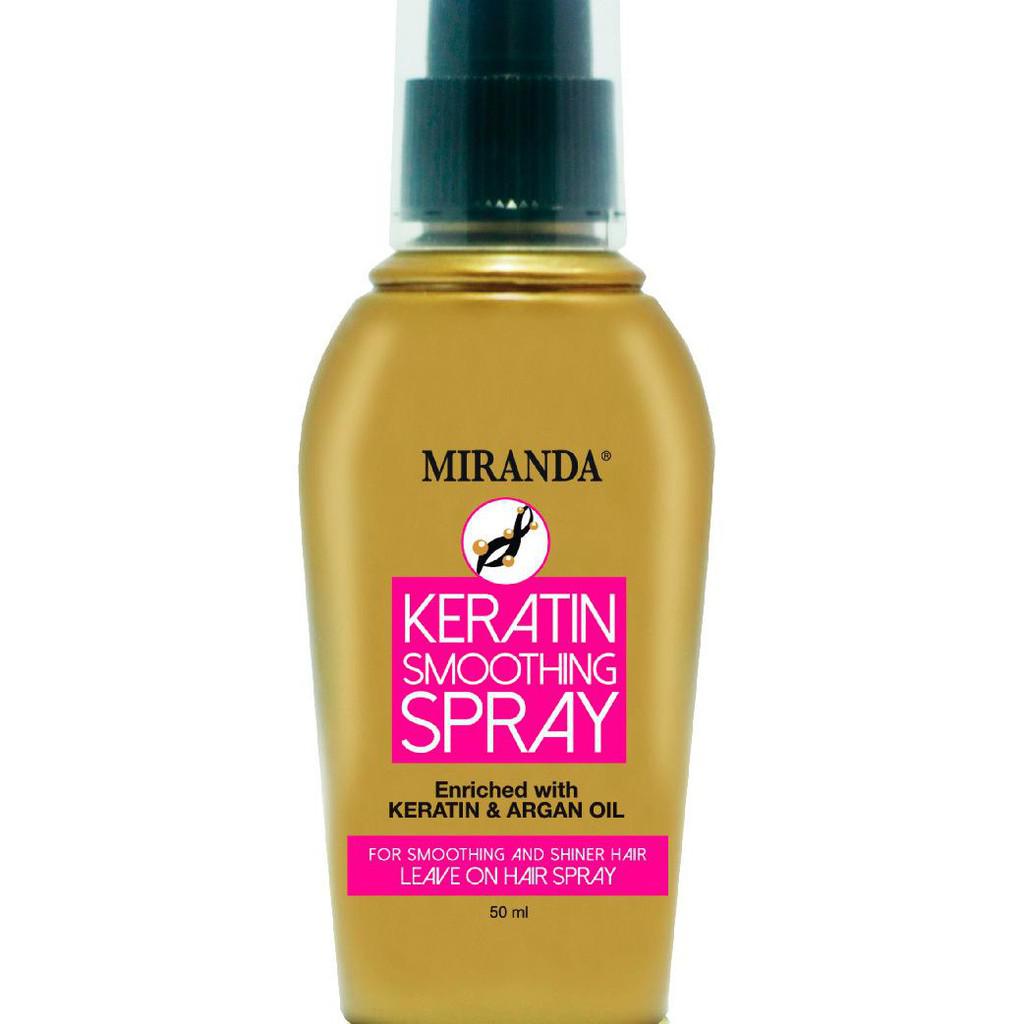 MIRANDA®
KERATIN
SMOOTHING
SPRAY
Enriched with
KERATIN & ARGAN OIL
FOR SMOOTHING AND SHINER HAIR
LEAVE ON HAIR SPRAY
50 ml